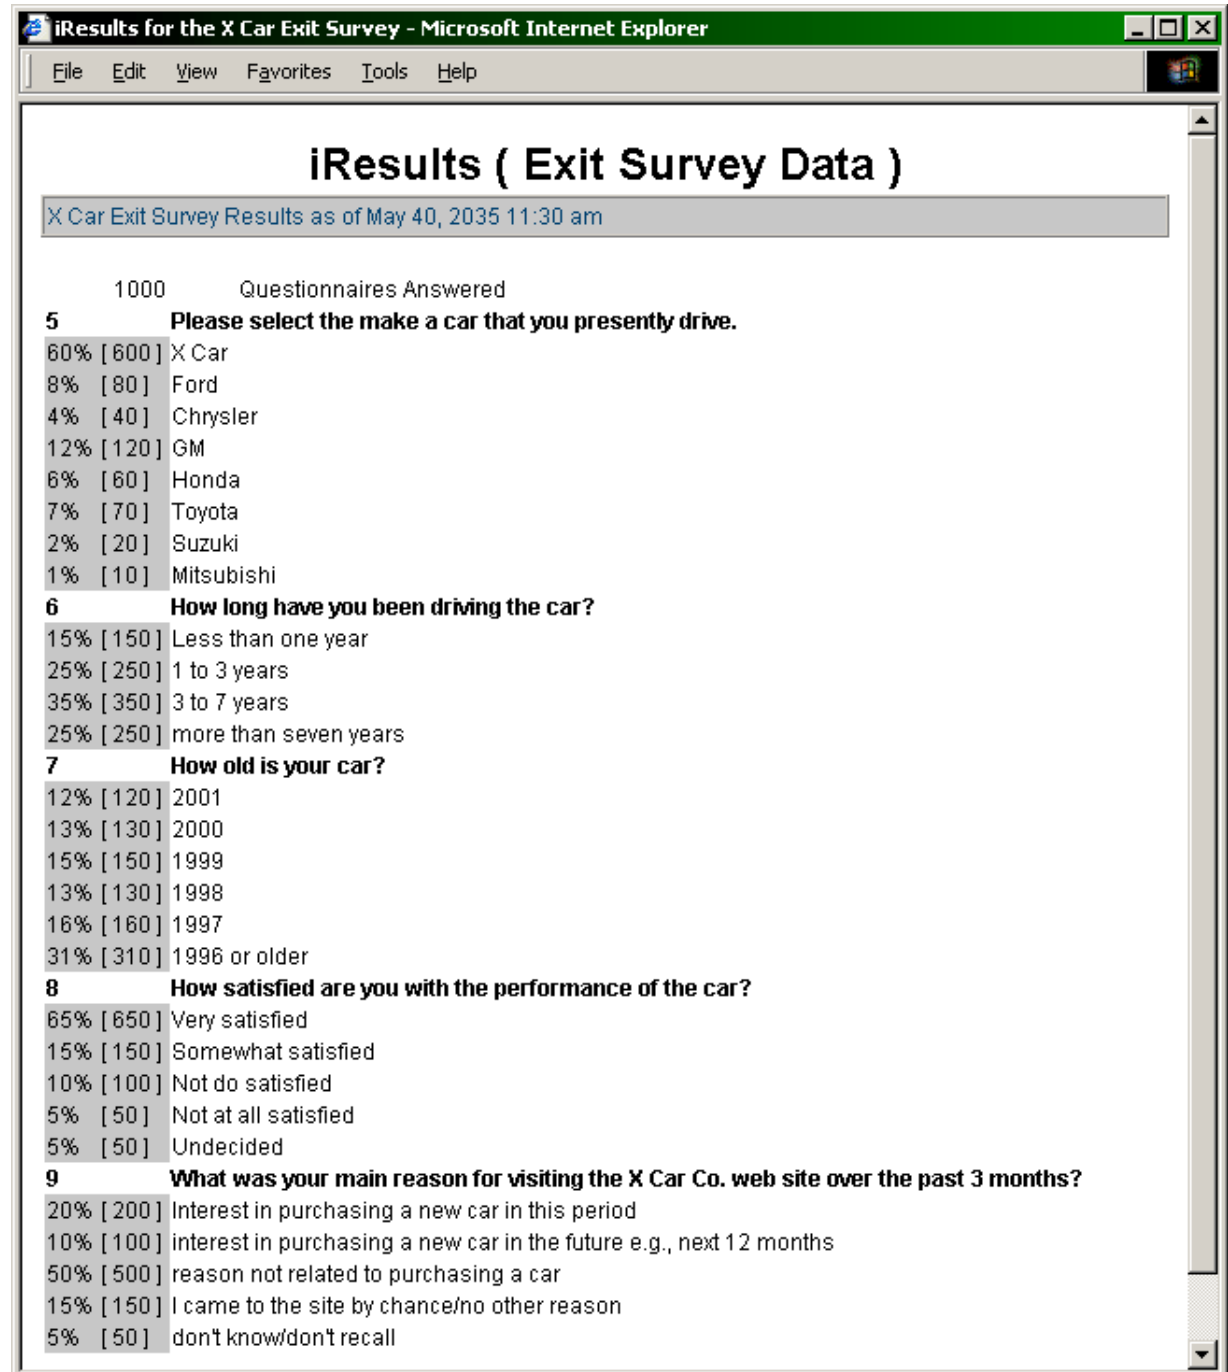 iResults for the X Car Exit Survey - Microsoft Internet Explorer
File Edit View Favorites Tools Help
iResults ( Exit Survey Data )
X Car Exit Survey Results as of May 40, 2035 11:30 am
1000 Questionnaires Answered
5 Please select the make a car that you presently drive.
60% [ 600 ] X Car
8% [ 80 ] Ford
4% [ 40 ] Chrysler
12% [ 120 ] GM
6% [ 60 ] Honda
7% [ 70 ] Toyota
2% [ 20 ] Suzuki
1% [ 10 ] Mitsubishi
6 How long have you been driving the car?
15% [ 150 ] Less than one year
25% [ 250 ] 1 to 3 years
35% [ 350 ] 3 to 7 years
25% [ 250 ] more than seven years
7 How old is your car?
12% [ 120 ] 2001
13% [ 130 ] 2000
15% [ 150 ] 1999
13% [ 130 ] 1998
16% [ 160 ] 1997
31% [ 310 ] 1996 or older
8 How satisfied are you with the performance of the car?
65% [ 650 ] Very satisfied
15% [ 150 ] Somewhat satisfied
10% [ 100 ] Not do satisfied
5% [ 50 ] Not at all satisfied
5% [ 50 ] Undecided
9 What was your main reason for visiting the X Car Co. web site over the past 3 months?
20% [ 200 ] Interest in purchasing a new car in this period
10% [ 100 ] interest in purchasing a new car in the future e.g., next 12 months
50% [ 500 ] reason not related to purchasing a car
15% [ 150 ] I came to the site by chance/no other reason
5% [ 50 ] don't know/don't recall